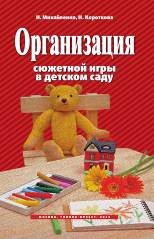 Н. Михайленко, Н. Короткова
Организация
сюжетной игры
в детском саду